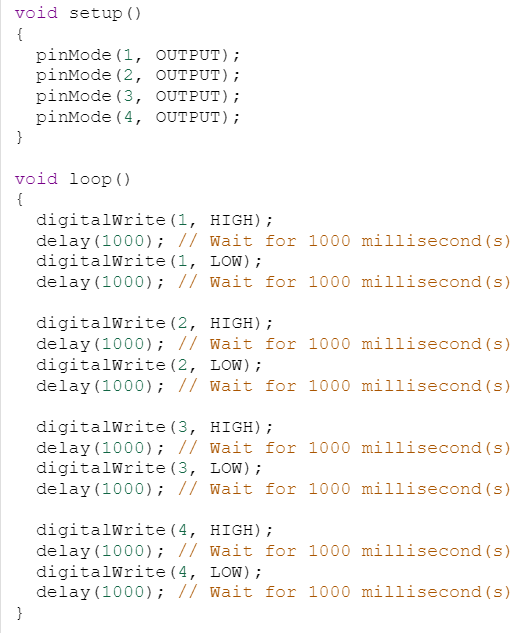 void setup()
{
  pinMode(1, OUTPUT);
  pinMode(2, OUTPUT);
  pinMode(3, OUTPUT);
  pinMode(4, OUTPUT);
}

void loop()
{
  digitalWrite(1, HIGH);
  delay(1000); // Wait for 1000 millisecond(s)
  digitalWrite(1, LOW);
  delay(1000); // Wait for 1000 millisecond(s)

  digitalWrite(2, HIGH);
  delay(1000); // Wait for 1000 millisecond(s)
  digitalWrite(2, LOW);
  delay(1000); // Wait for 1000 millisecond(s)

  digitalWrite(3, HIGH);
  delay(1000); // Wait for 1000 millisecond(s)
  digitalWrite(3, LOW);
  delay(1000); // Wait for 1000 millisecond(s)

  digitalWrite(4, HIGH);
  delay(1000); // Wait for 1000 millisecond(s)
  digitalWrite(4, LOW);
  delay(1000); // Wait for 1000 millisecond(s)
}